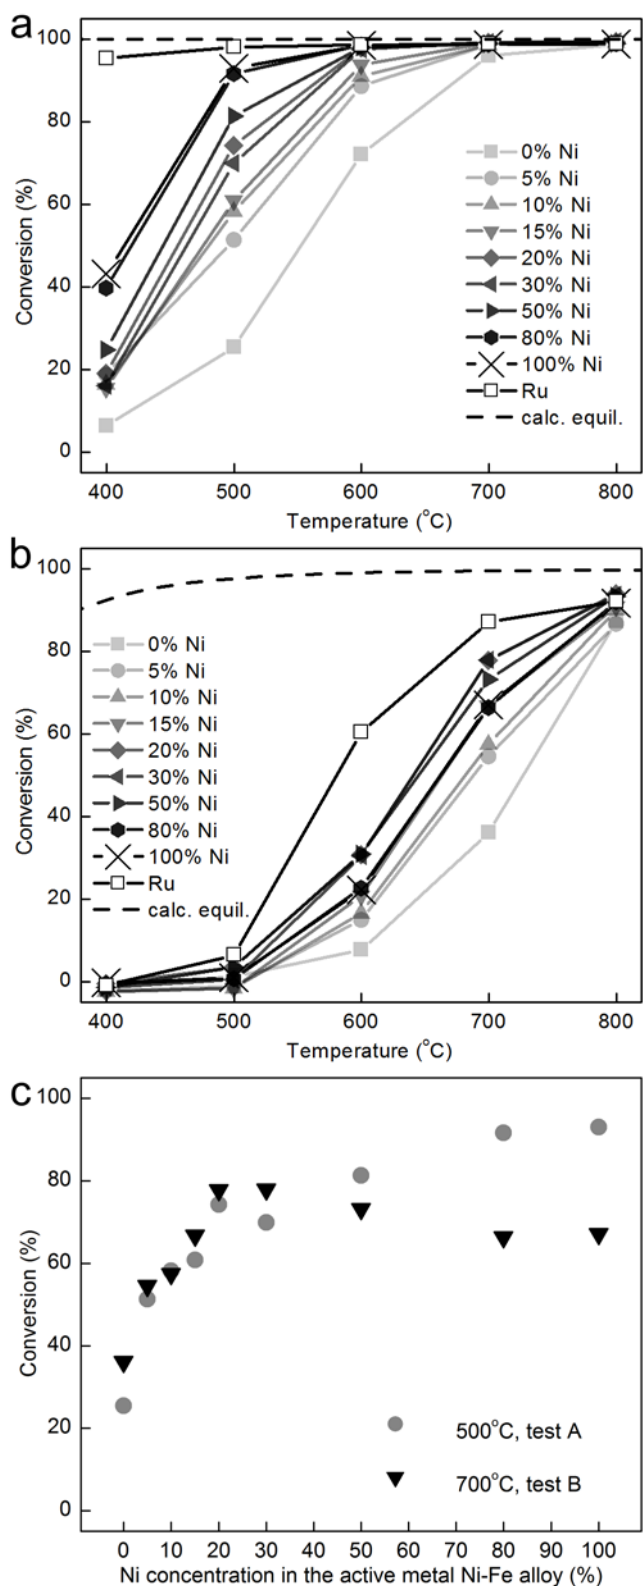 a
100
80
60
40
20
0
Conversion (%)
0% Ni
5% Ni
10% Ni
15% Ni
20% Ni
30% Ni
50% Ni
80% Ni
100% Ni
Ru
calc. equil.
400 500 600 700 800
Temperature (°C)
b
100
80
60
40
20
0
Conversion (%)
0% Ni
5% Ni
10% Ni
15% Ni
20% Ni
30% Ni
50% Ni
80% Ni
100% Ni
Ru
calc. equil.
400 500 600 700 800
Temperature (°C)
c
100
80
60
40
20
0
Conversion (%)
500°C, test A
700°C, test B
0 10 20 30 40 50 60 70 80 90 100
Ni concentration in the active metal Ni-Fe alloy (%)